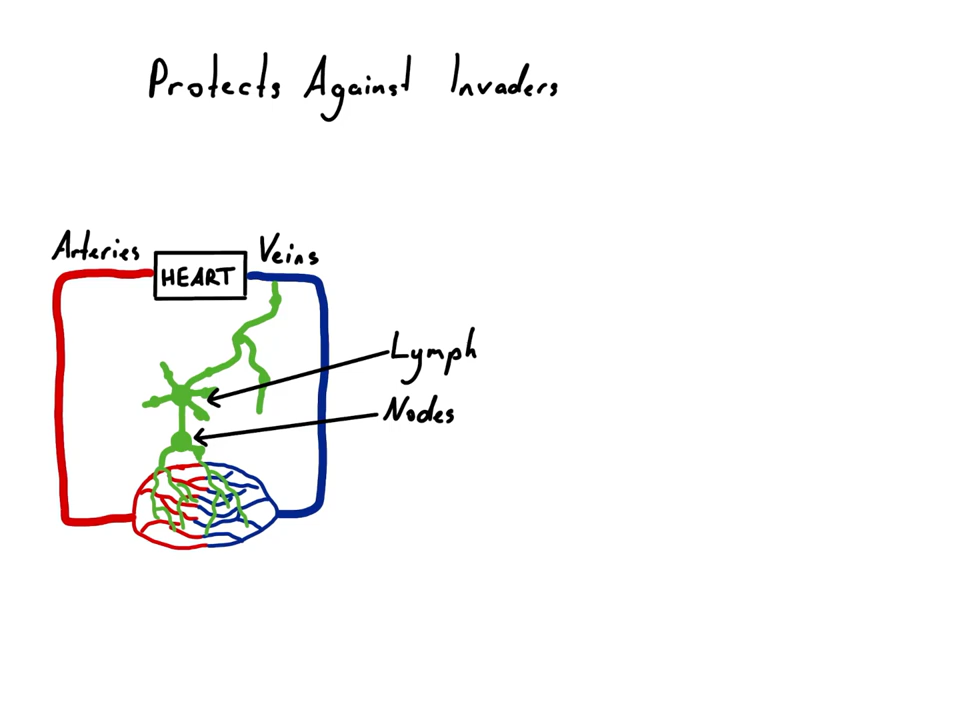 Protects Against Invaders
Arteries
HEART
Veins
Lymph
Nodes